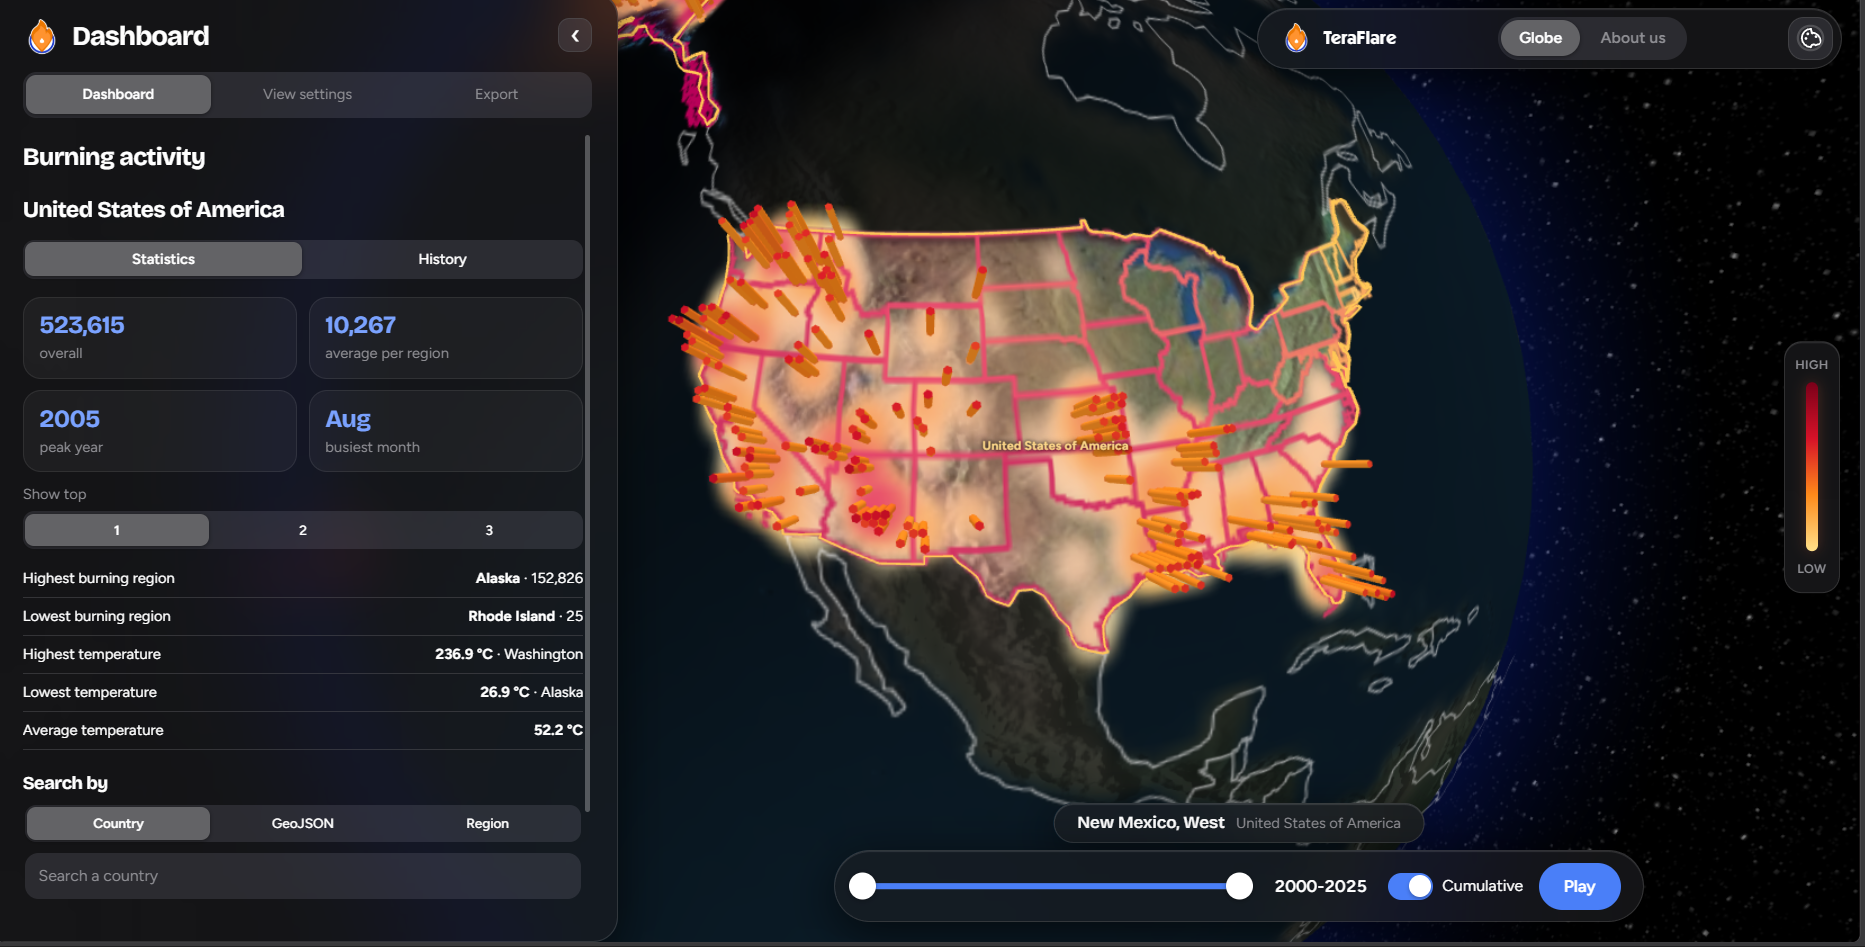 Dashboard
Dashboard View settings Export
Burning activity
United States of America
Statistics History
523,615
overall
10,267
average per region
2005
peak year
Aug
busiest month
Show top
1 2 3
Highest burning region Alaska · 152,826
Lowest burning region Rhode Island · 25
Highest temperature 236.9 °C · Washington
Lowest temperature 26.9 °C · Alaska
Average temperature 52.2 °C
Search by
Country GeoJSON Region
Search a country
TeraFlare Globe About us
United States of America
HIGH
LOW
New Mexico, West United States of America
2000-2025 Cumulative Play